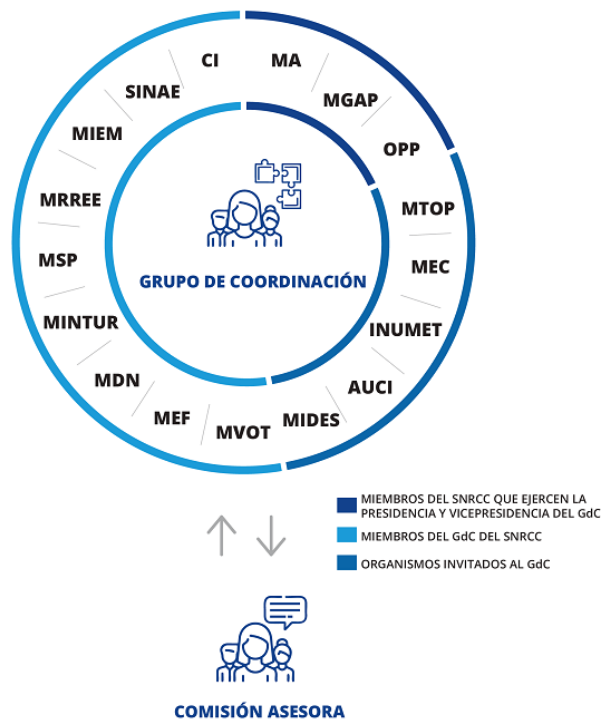 CI
MA
SINAE
MGAP
MIEM
OPP
MRREE
MTOP
MSP
MEC
GRUPO DE COORDINACIÓN
MINTUR
INUMET
MDN
AUCI
MEF
MVOT
MIDES
MIEMBROS DEL SNRCC QUE EJERCEN LA
PRESIDENCIA Y VICEPRESIDENCIA DEL GdC
MIEMBROS DEL GdC DEL SNRCC
ORGANISMOS INVITADOS AL GdC
COMISIÓN ASESORA